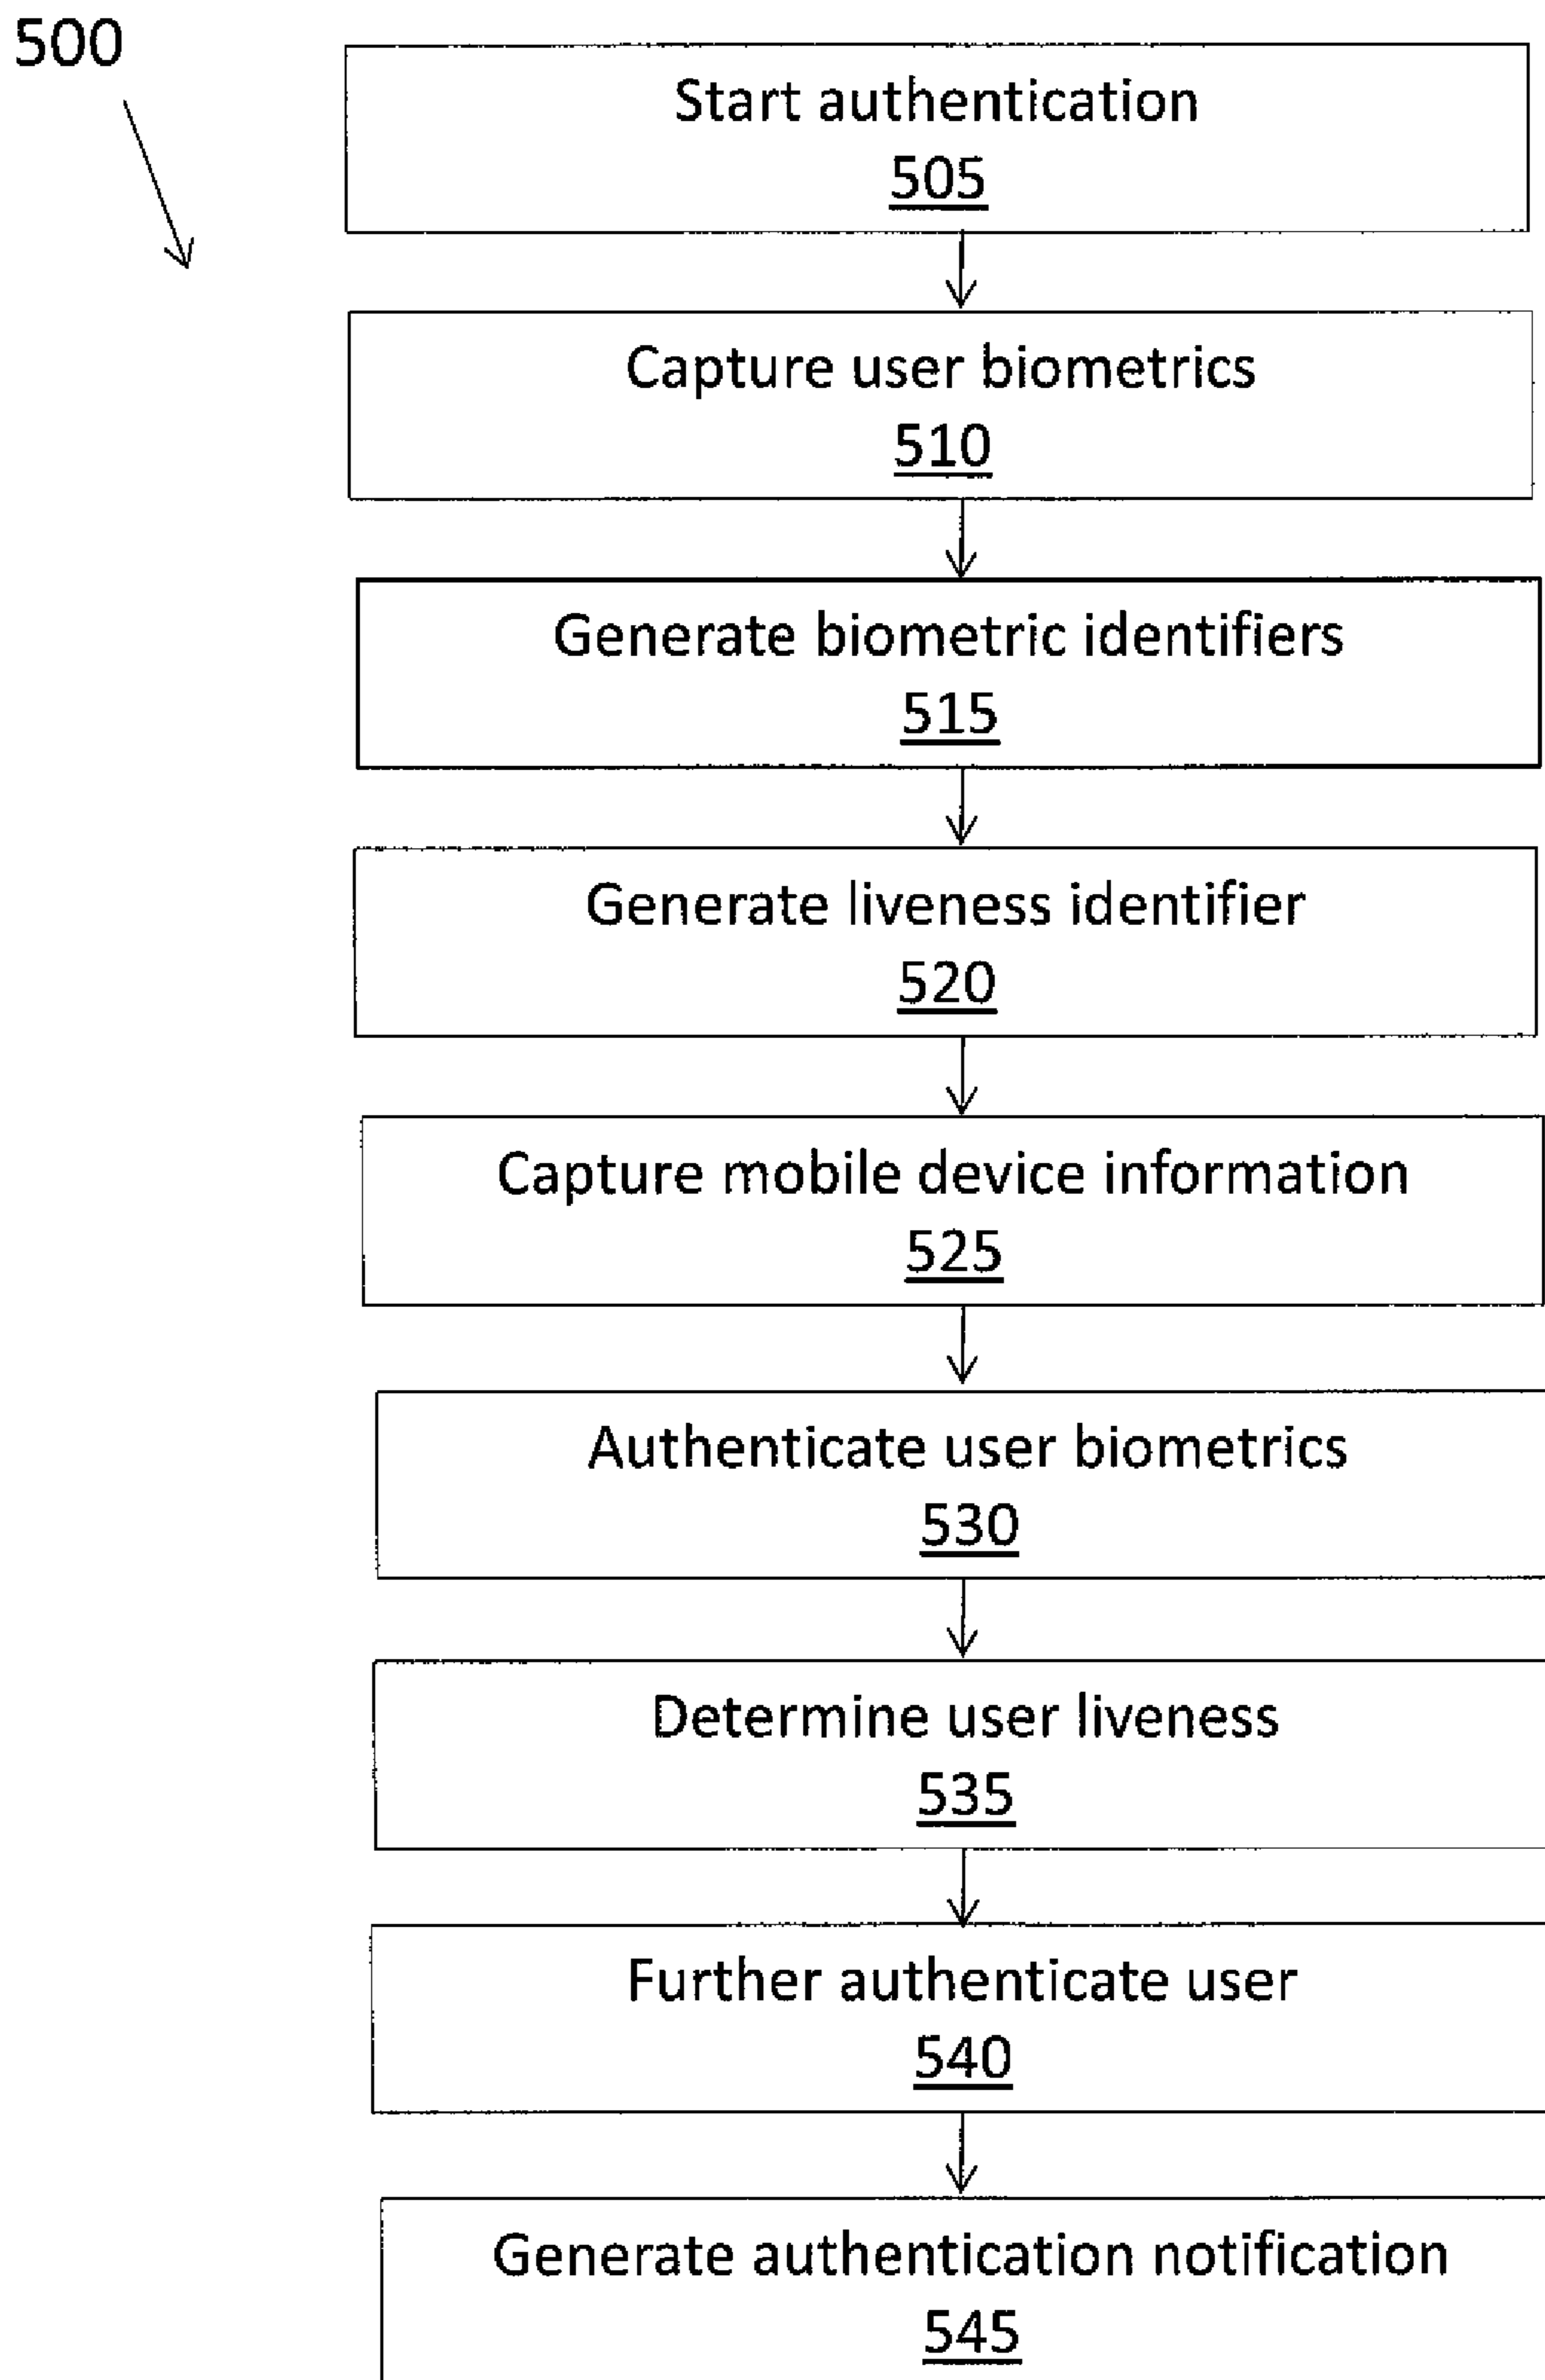 500
Start authentication
505
Capture user biometrics
510
Generate biometric identifiers
515
Generate liveness identifier
520
Capture mobile device information
525
Authenticate user biometrics
530
Determine user liveness
535
Further authenticate user
540
Generate authentication notification
545